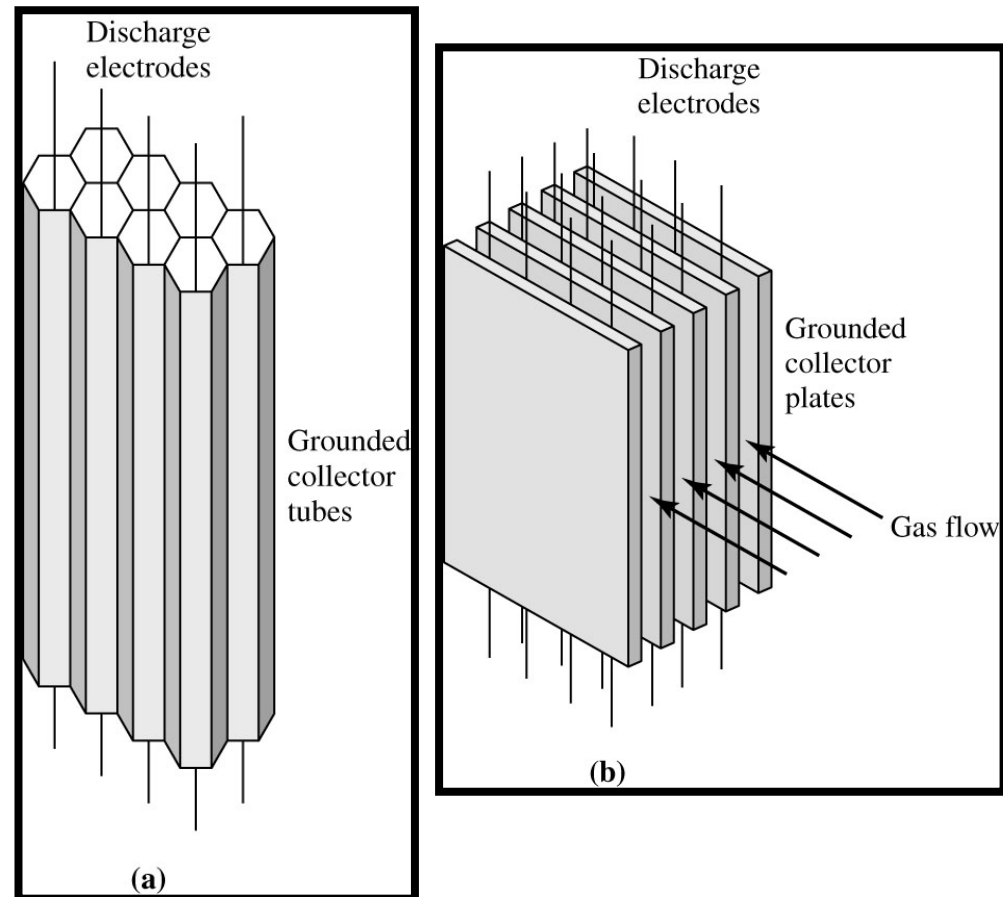 Discharge
electrodes
Grounded
collector
tubes
(a)
Discharge
electrodes
Grounded
collector
plates
Gas flow
(b)